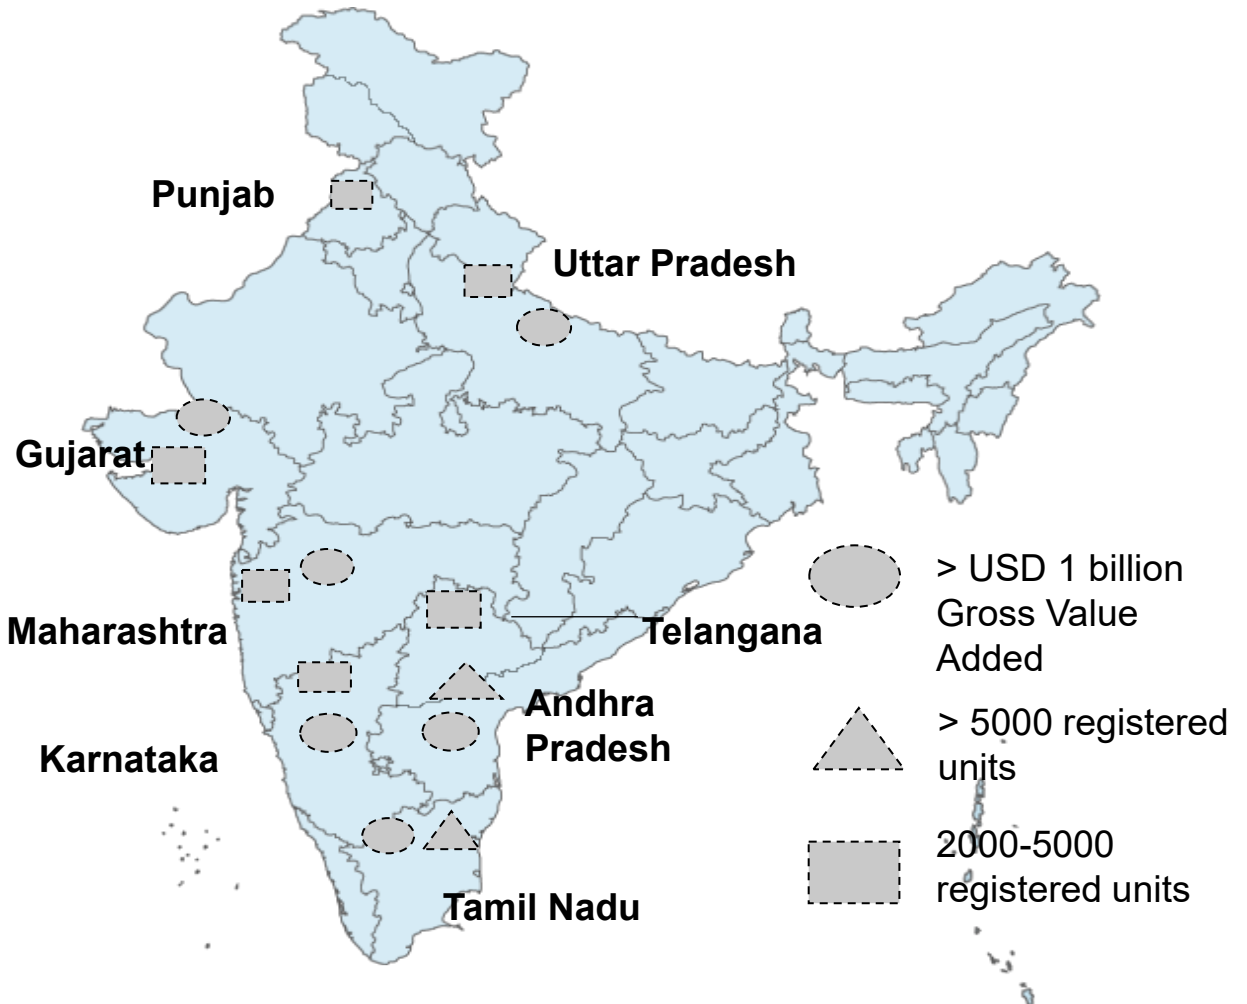 Punjab
Uttar Pradesh
Gujarat
Maharashtra
Telangana
Andhra
Pradesh
Karnataka
Tamil Nadu
> USD 1 billion
Gross Value
Added
> 5000 registered
units
2000-5000
registered units